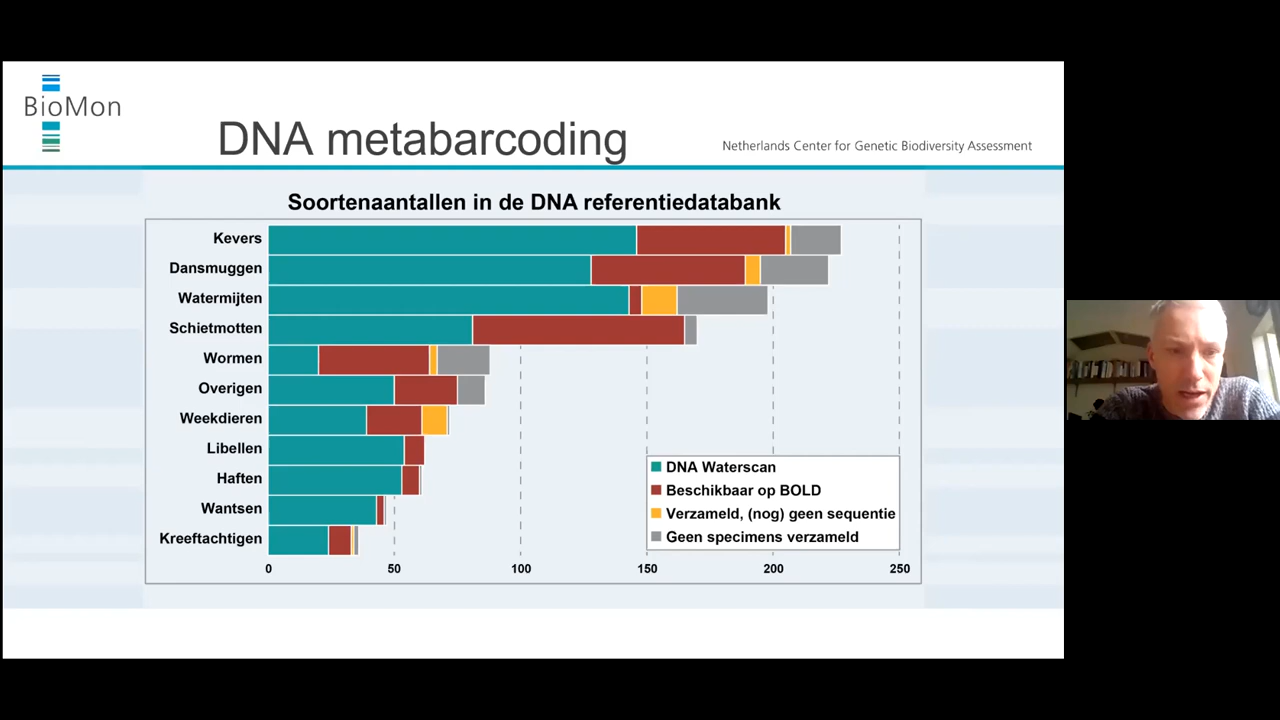 BioMon
DNA metabarcoding
Netherlands Center for Genetic Biodiversity Assessment
Soortenaantallen in de DNA referentiedatabank
Kevers
Dansmuggen
Watermijten
Schietmotten
Wormen
Overigen
Weekdieren
Libellen
Haften
Wantsen
Kreeftachtigen
DNA Waterscan
Beschikbaar op BOLD
Verzameld, (nog) geen sequentie
Geen specimens verzameld
0 50 100 150 200 250